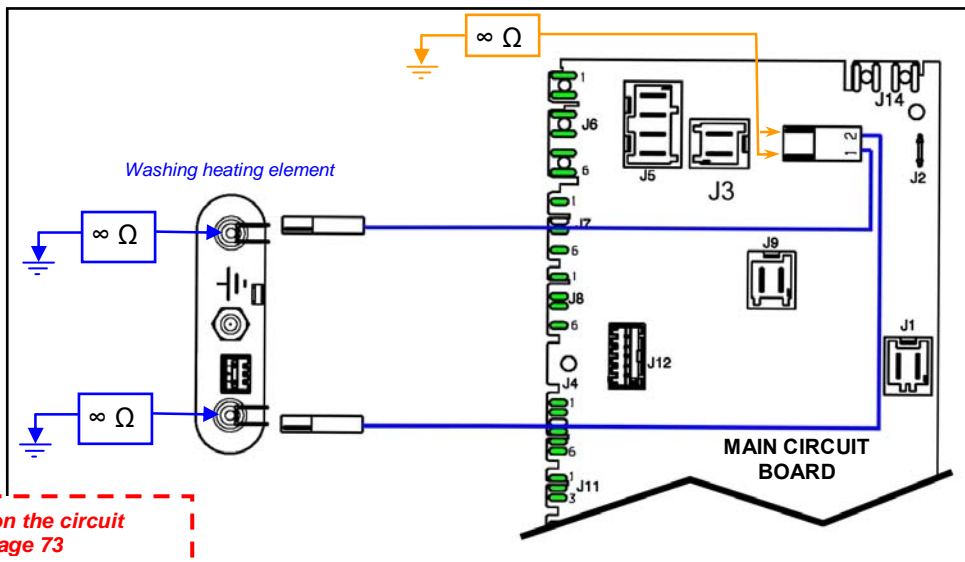 ∞ Ω
1
J14
J6
2
1
J5
J3
J2
Washing heating element
6
1
∞ Ω
J7
J9
6
1
J8
6
J1
J12
J4
1
∞ Ω
6
MAIN CIRCUIT
BOARD
1
J11
3
on the circuit
age 73